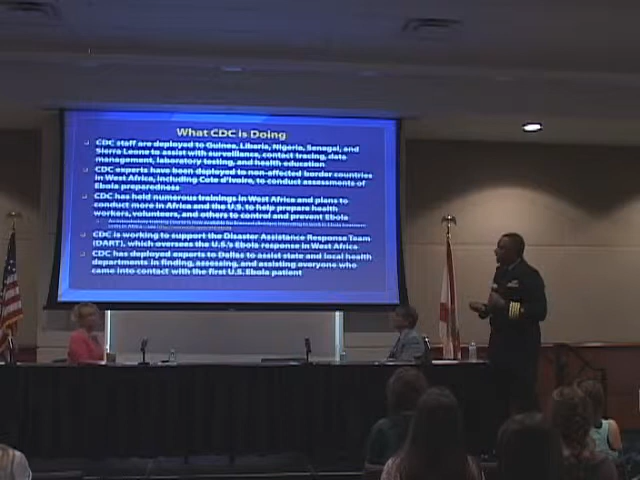 What CDC is Doing
CDC staff are deployed to Guinea, Liberia, Nigeria, Senegal, and
Sierra Leone to assist with surveillance, contact tracing, data
management, laboratory testing, and health education
CDC experts have been deployed to non-affected border countries
in West Africa, including Cote d'Ivoire, to conduct assessments of
Ebola preparedness
CDC has held numerous trainings in West Africa and plans to
conduct more in Africa and the U.S. to help prepare health
workers, volunteers, and others to control and prevent Ebola
CDC is working to support the Disaster Assistance Response Team
(DART), which oversees the U.S.'s Ebola response in West Africa
CDC has deployed experts to Dallas to assist state and local health
departments in finding, assessing, and assisting everyone who
came into contact with the first U.S. Ebola patient